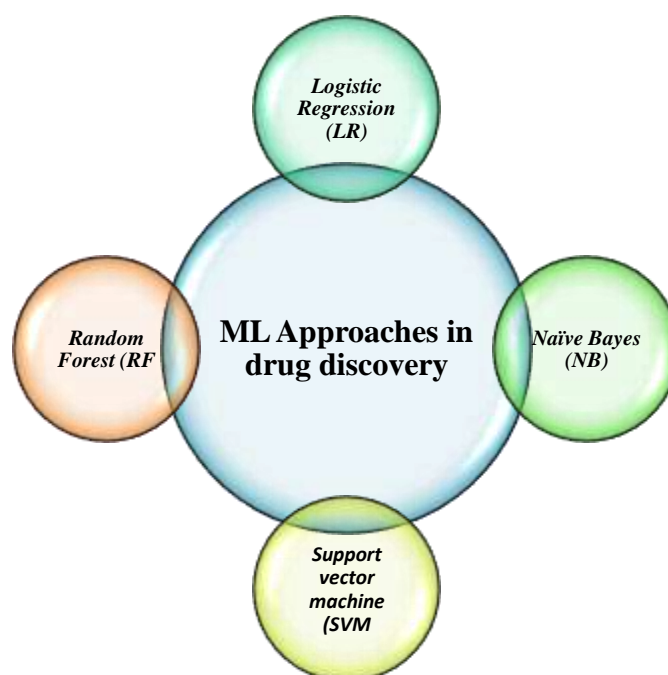 Logistic
Regression
(LR)
ML Approaches in
drug discovery
Random
Forest (RF
Naïve Bayes
(NB)
Support
vector
machine
(SVM